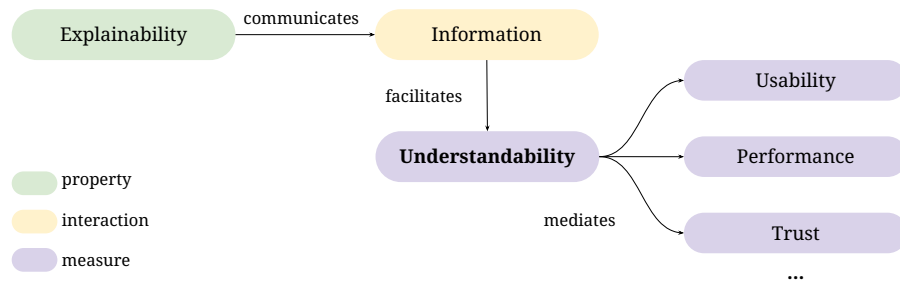 Explainability
communicates
Information
facilitates
Understandability
mediates
Usability
Performance
Trust
...
property
interaction
measure